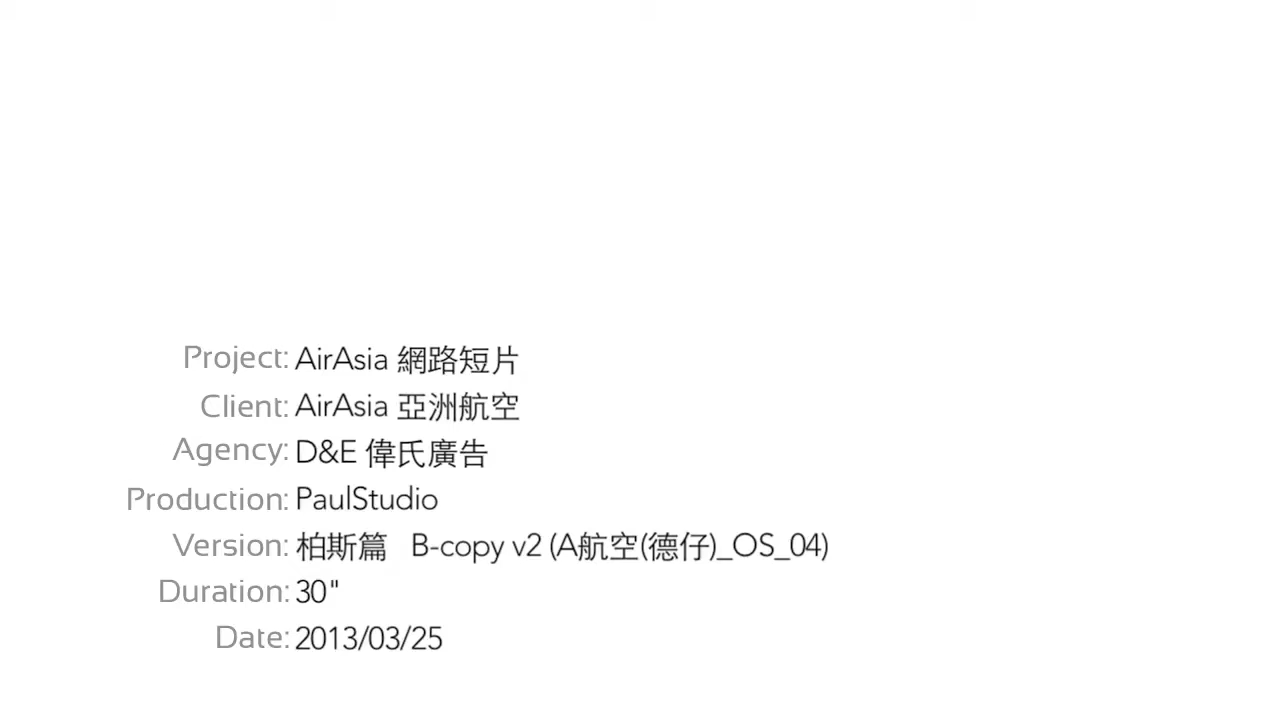 Project: AirAsia 網路短片
Client: AirAsia 亞洲航空
Agency: D&E 偉氏廣告
Production: PaulStudio
Version: 柏斯篇 B-copy v2 (A航空(德仔)_OS_04)
Duration: 30"
Date: 2013/03/25